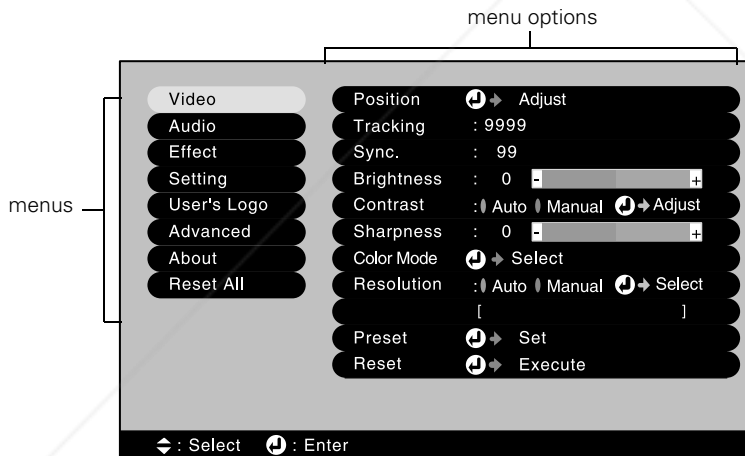 menu options
menus
Video
Audio
Effect
Setting
User's Logo
Advanced
About
Reset All
Position Adjust
Tracking : 9999
Sync. : 99
Brightness : 0 - +
Contrast : Auto Manual Adjust
Sharpness : 0 - +
Color Mode Select
Resolution : Auto Manual Select
[ ]
Preset Set
Reset Execute
: Select : Enter